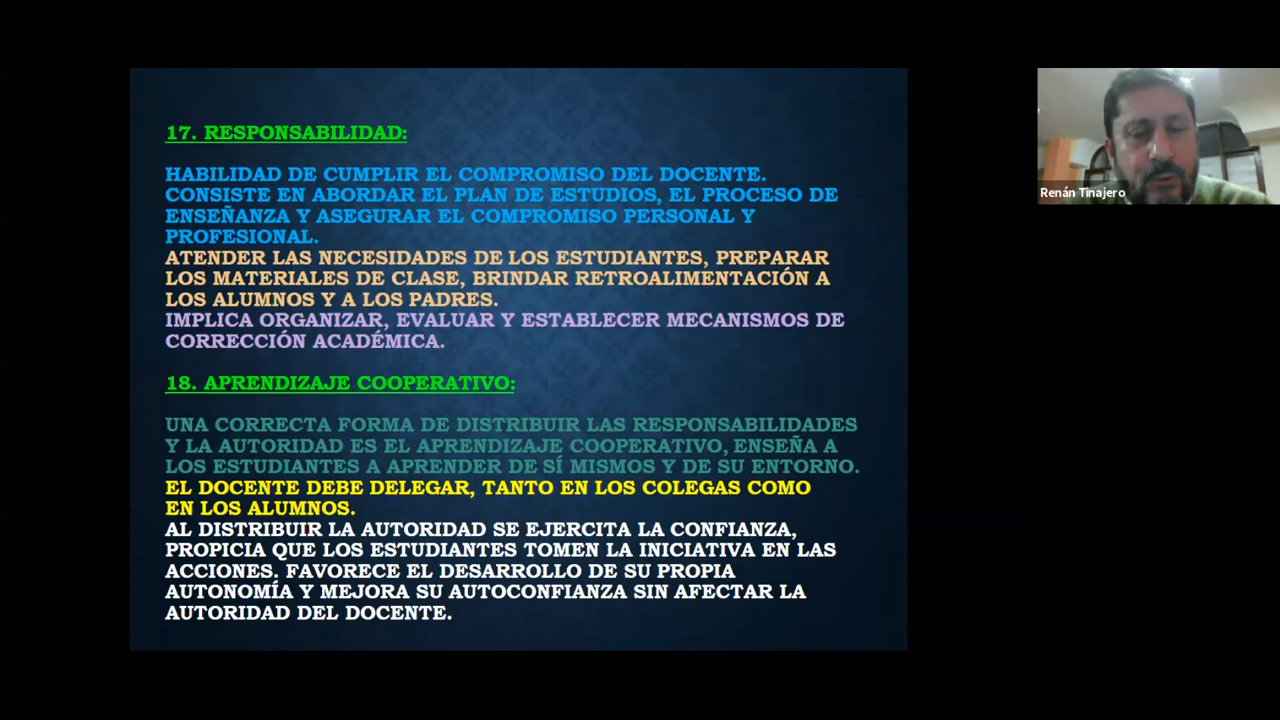 17. RESPONSABILIDAD:
HABILIDAD DE CUMPLIR EL COMPROMISO DEL DOCENTE.
CONSISTE EN ABORDAR EL PLAN DE ESTUDIOS, EL PROCESO DE
ENSEÑANZA Y ASEGURAR EL COMPROMISO PERSONAL Y
PROFESIONAL.
ATENDER LAS NECESIDADES DE LOS ESTUDIANTES, PREPARAR
LOS MATERIALES DE CLASE, BRINDAR RETROALIMENTACIÓN A
LOS ALUMNOS Y A LOS PADRES.
IMPLICA ORGANIZAR, EVALUAR Y ESTABLECER MECANISMOS DE
CORRECCIÓN ACADÉMICA.
18. APRENDIZAJE COOPERATIVO:
UNA CORRECTA FORMA DE DISTRIBUIR LAS RESPONSABILIDADES
Y LA AUTORIDAD ES EL APRENDIZAJE COOPERATIVO, ENSEÑA A
LOS ESTUDIANTES A APRENDER DE SÍ MISMOS Y DE SU ENTORNO.
EL DOCENTE DEBE DELEGAR, TANTO EN LOS COLEGAS COMO
EN LOS ALUMNOS.
AL DISTRIBUIR LA AUTORIDAD SE EJERCITA LA CONFIANZA,
PROPICIA QUE LOS ESTUDIANTES TOMEN LA INICIATIVA EN LAS
ACCIONES. FAVORECE EL DESARROLLO DE SU PROPIA
AUTONOMÍA Y MEJORA SU AUTOCONFIANZA SIN AFECTAR LA
AUTORIDAD DEL DOCENTE.
Renán Tinajero